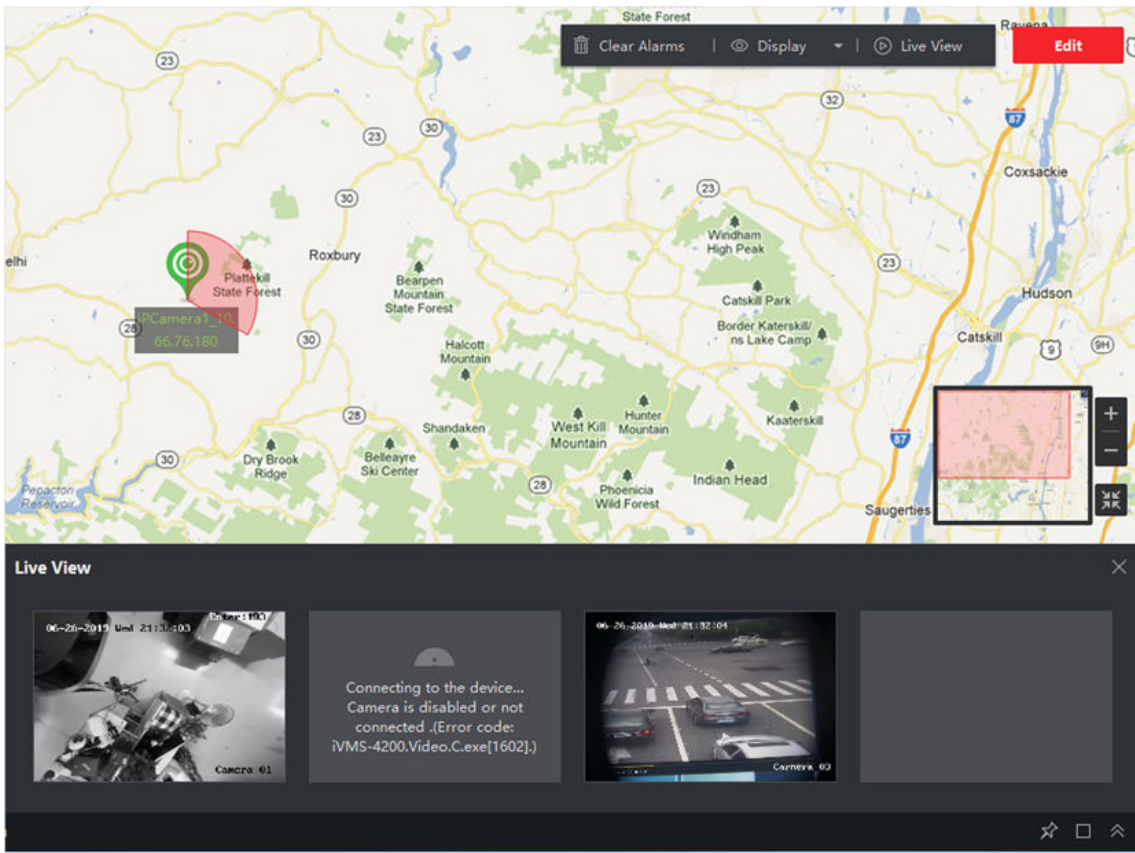 State Forest
Ravena
Clear Alarms | Display | Live View
Edit
23
32
87
23
30
Coxsackie
30
23
Windham
High Peak
elhi
Roxbury
23
Plattekill
State Forest
Bearpen
Mountain
State Forest
Catskill Park
Hudson
PCamera1_10.
66.76.180
28
Border Katerskill/
ns Lake Camp
Catskill
9
9H
30
Halcott
Mountain
28
Shandaken
West Kill
Mountain
Hunter
Mountain
Kaaterskill
87
30
Dry Brook
Ridge
Belleayre
Ski Center
28
Phoenicia
Wild Forest
Indian Head
Pepacton
Reservoir
Saugerties
Live View
06-26-2019 Wed 21:32:03
Camera 01
Connecting to the device...
Camera is disabled or not
connected .(Error code:
iVMS-4200.Video.C.exe[1602].)
06-26-2019 Wed 21:32:04
Camera 03